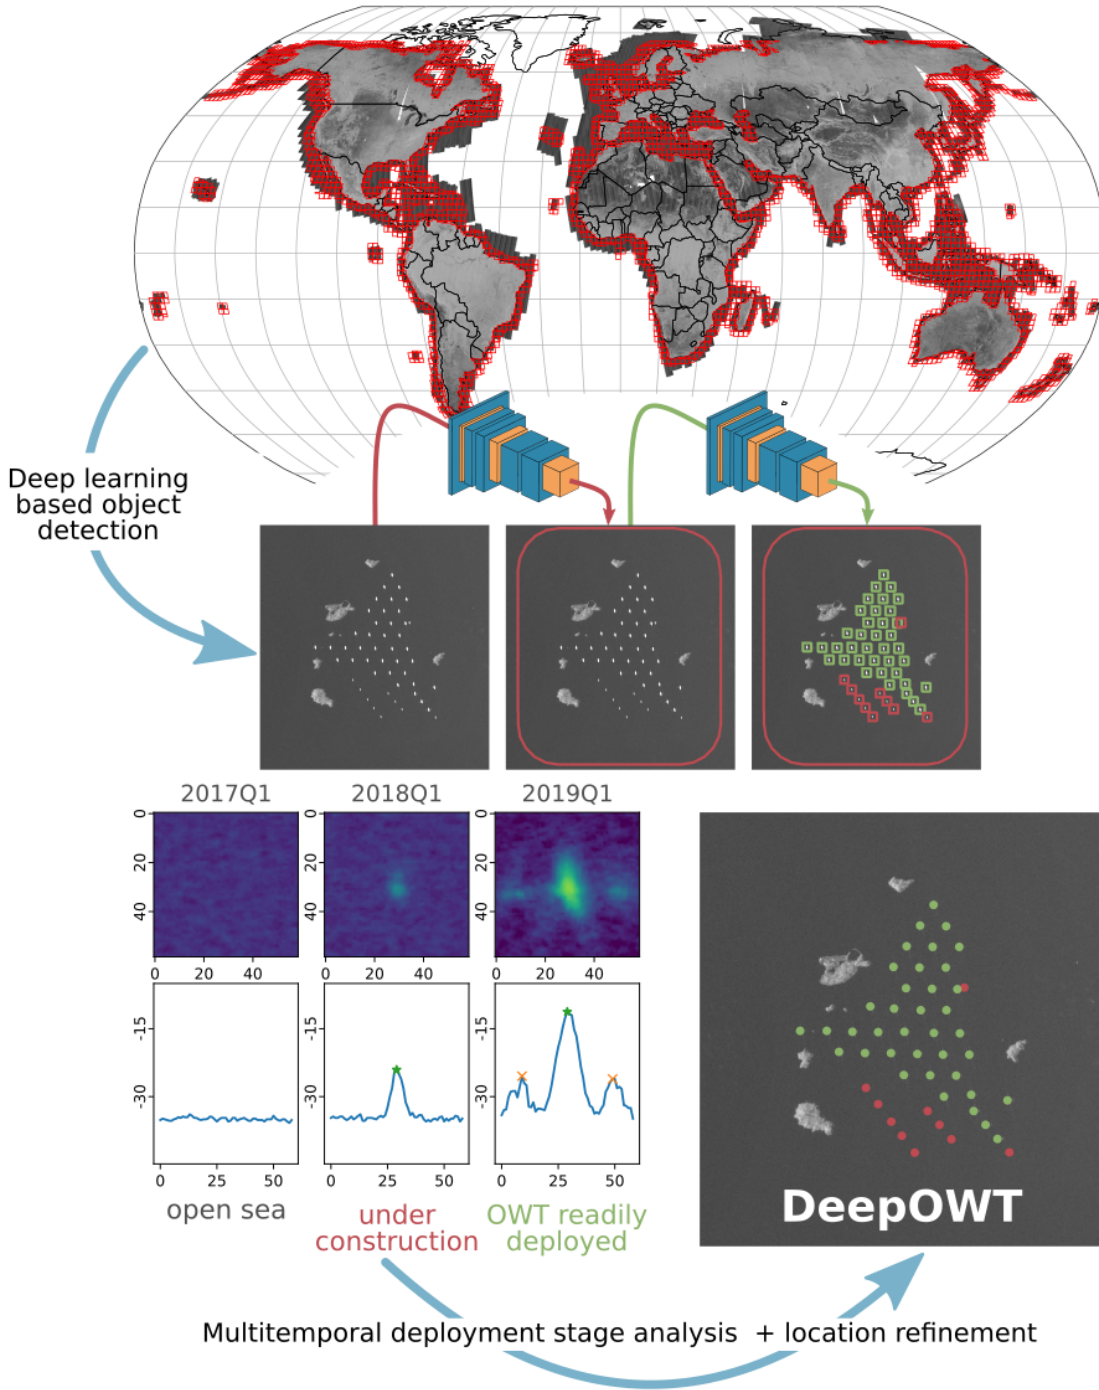 Deep learning
based object
detection
2017Q1
2018Q1
2019Q1
0
20
40
0
20
40
0
20
40
0
20
40
-15
-30
-15
-30
-15
-30
0
25
50
0
25
50
0
25
50
open sea
under
construction
OWT readily
deployed
DeepOWT
Multitemporal deployment stage analysis + location refinement